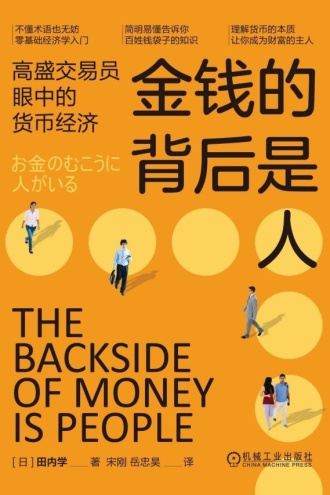 不懂术语也无妨
零基础经济学入门
简明易懂告诉你
百姓钱袋子的知识
理解货币的本质
让你成为财富的主人
高盛交易员
眼中的
货币经济
金钱的
背后是
人
お金のむこうに
人がいる
THE
BACKSIDE
OF MONEY
IS PEOPLE
[日] 田内学 著 宋刚 岳忠昊 译
机械工业出版社
CHINA MACHINE PRESS